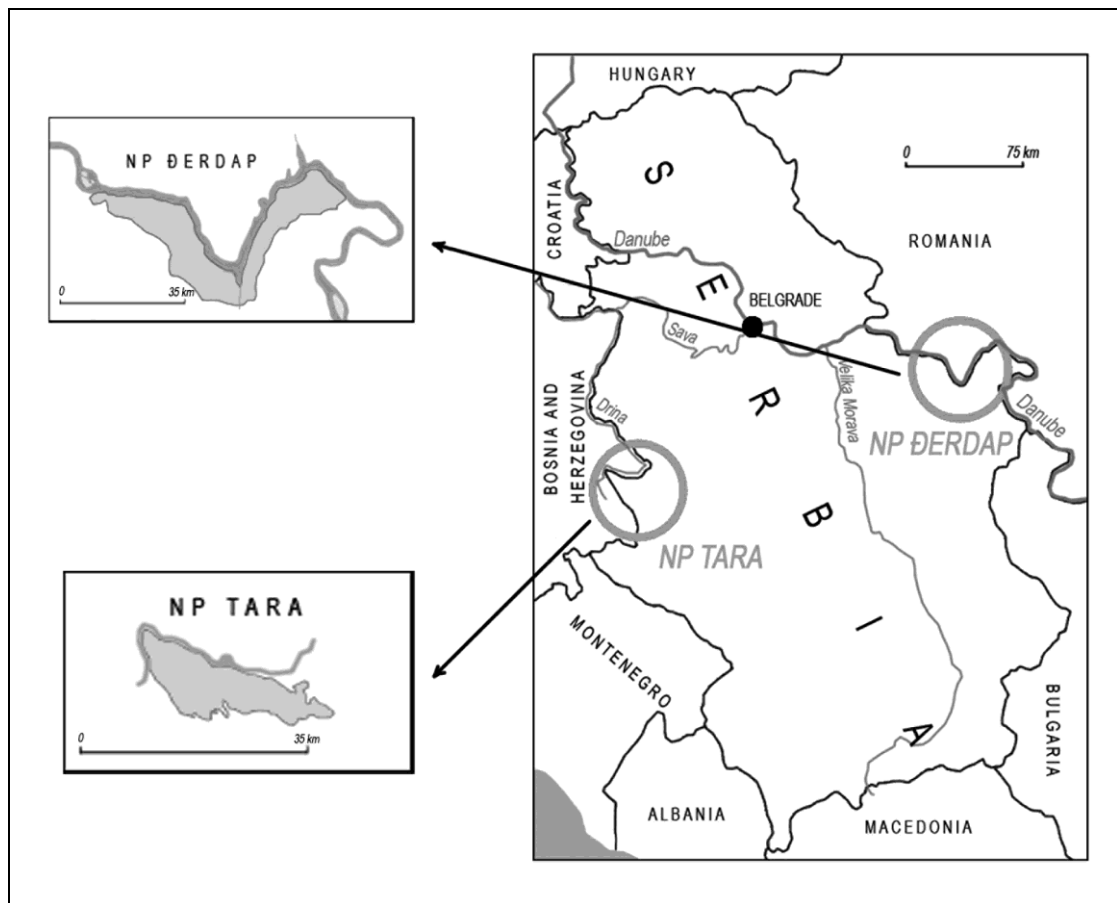 NP ĐERDAP
0 35 km
NP TARA
0 35 km
HUNGARY
0 75 km
CROATIA
ROMANIA
Danube
BELGRADE
Sava
Velika Morava
BOSNIA AND
HERZEGOVINA
Drina
Danube
NP ĐERDAP
NP TARA
MONTENEGRO
BULGARIA
ALBANIA
MACEDONIA
SERBIA